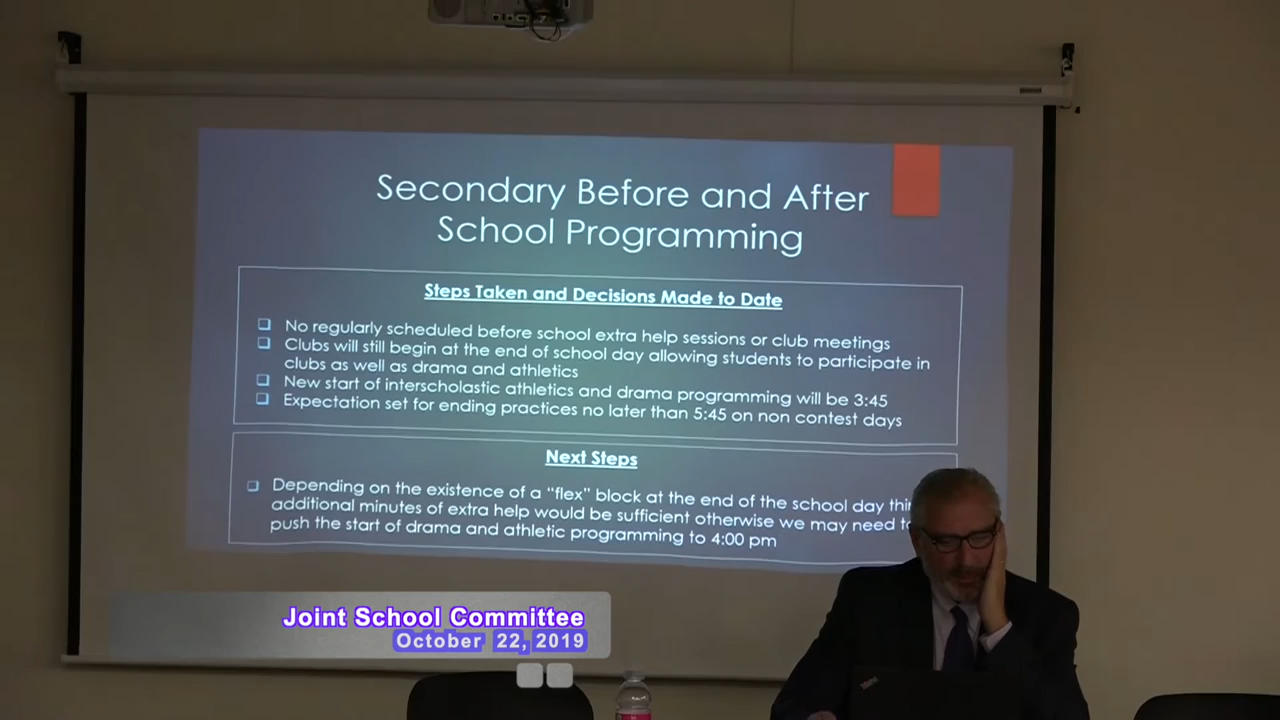 Secondary Before and After
School Programming
Steps Taken and Decisions Made to Date
No regularly scheduled before school extra help sessions or club meetings
Clubs will still begin at the end of school day allowing students to participate in
clubs as well as drama and athletics
New start of interscholastic athletics and drama programming will be 3:45
Expectation set for ending practices no later than 5:45 on non contest days
Next Steps
Depending on the existence of a “flex” block at the end of the school day
additional minutes of extra help would be sufficient otherwise we may need
push the start of drama and athletic programming to 4:00 pm
Joint School Committee
October 22, 2019